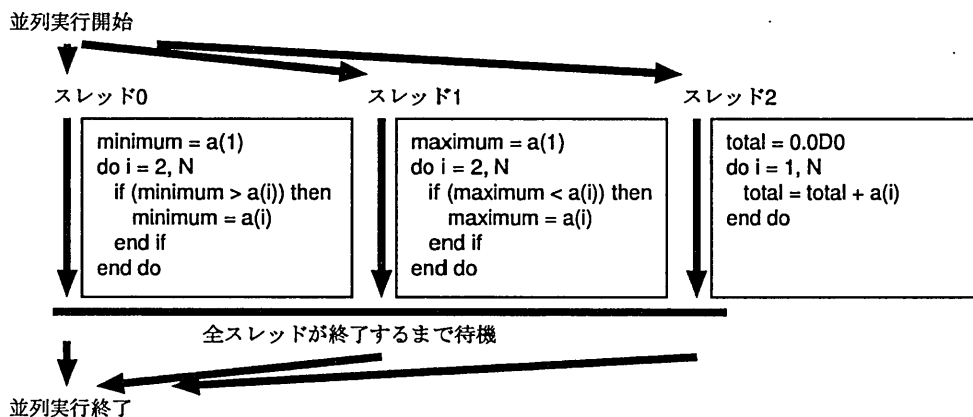 並列実行開始
スレッド0
minimum = a(1)
do i = 2, N
if (minimum > a(i)) then
minimum = a(i)
end if
end do
スレッド1
maximum = a(1)
do i = 2, N
if (maximum < a(i)) then
maximum = a(i)
end if
end do
スレッド2
total = 0.0D0
do i = 1, N
total = total + a(i)
end do
全スレッドが終了するまで待機
並列実行終了